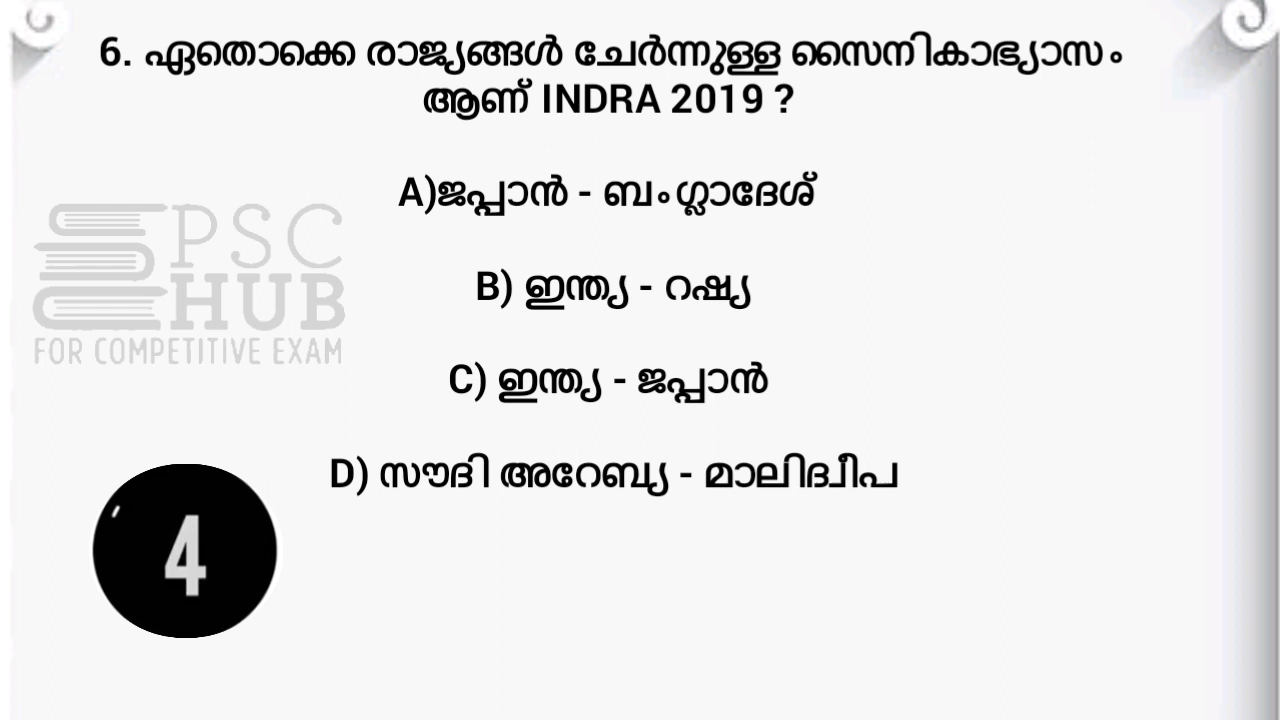 6. ഏതൊക്കെ രാജ്യങ്ങൾ ചേർന്നുള്ള സൈനികാഭ്യാസം
ആണ് INDRA 2019 ?
A)ജപ്പാൻ - ബംഗ്ലാദേശ്
PSC
HUB
FOR COMPETITIVE EXAM
B) ഇന്ത്യ - റഷ്യ
C) ഇന്ത്യ - ജപ്പാൻ
D) സൗദി അറേബ്യ - മാലിദ്വീപ
4